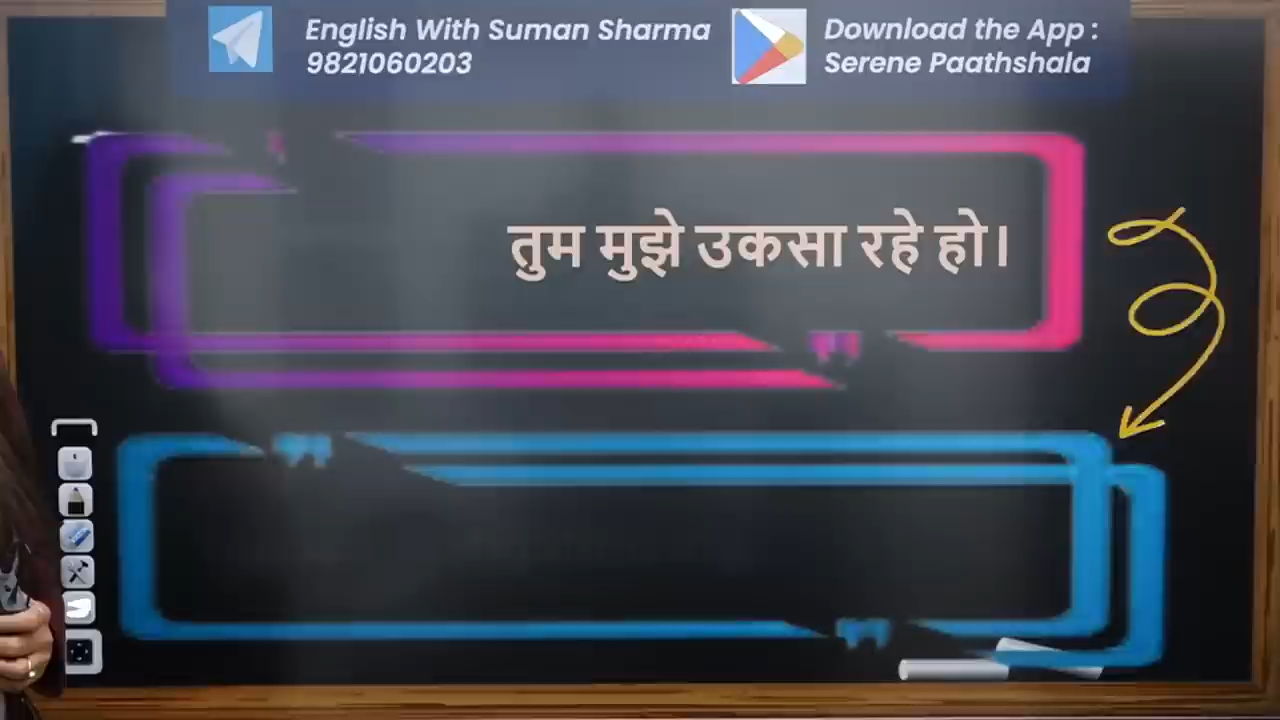 English With Suman Sharma
9821060203
Download the App :
Serene Paathshala
तुम मुझे उकसा रहे हो।